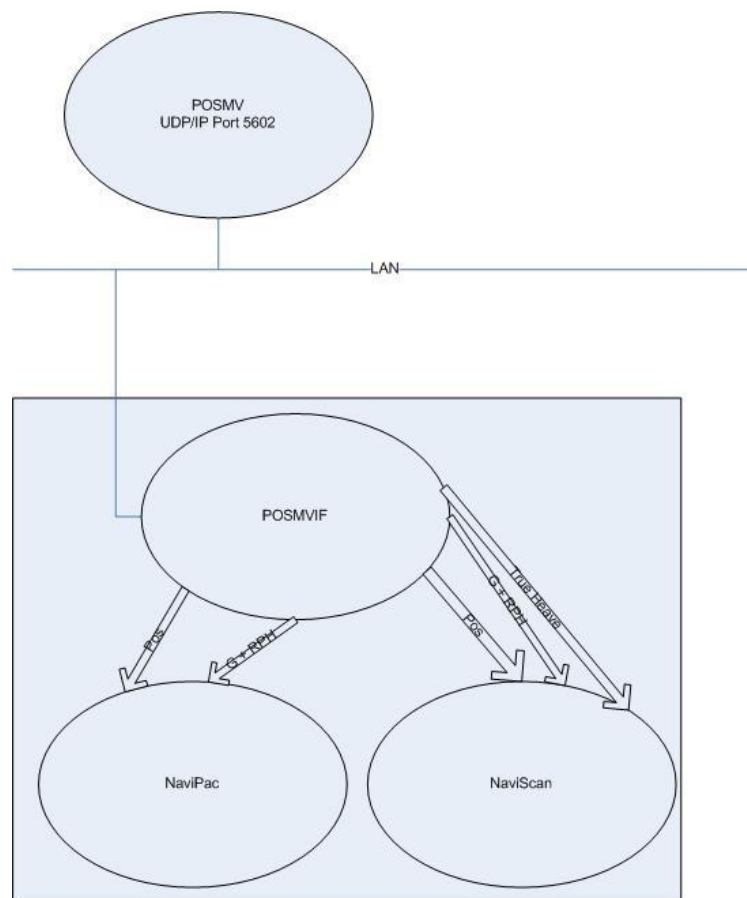 POSMV
UDP/IP Port 5602
LAN
POSMVIF
Pos
G + RPH
Pos
G + RPH
True Heave
NaviPac
NaviScan